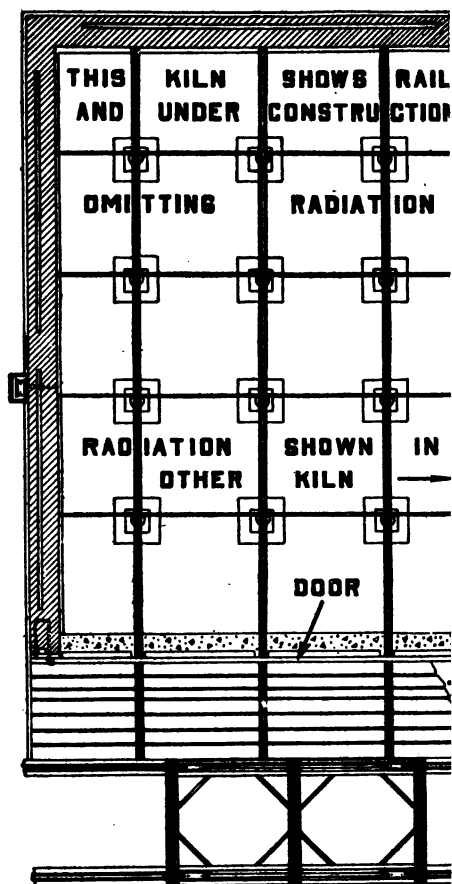 THIS KILN SHOWS RAIL
AND UNDER CONSTRUCTION
OMITTING RADIATION
RADIATION SHOWN IN
OTHER KILN
DOOR